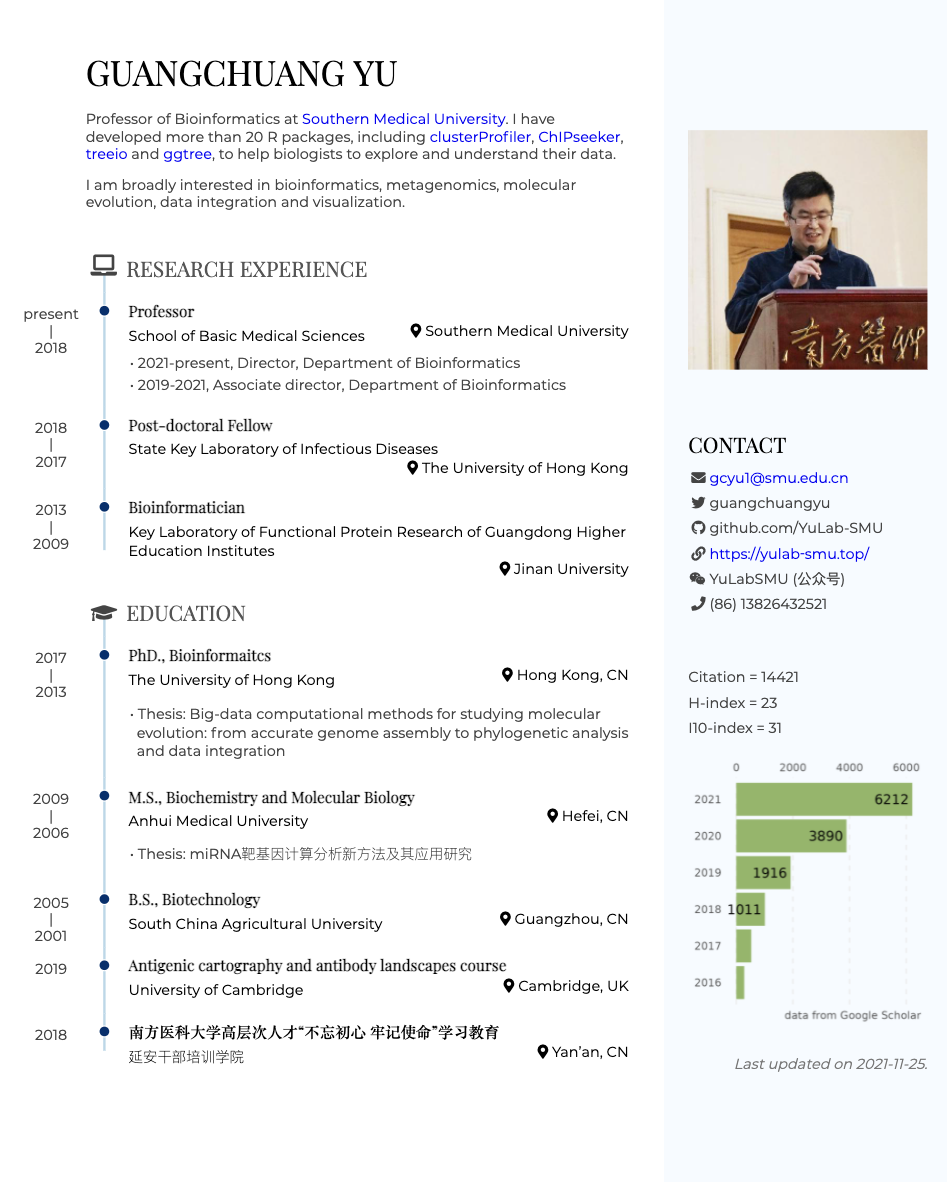 GUANGCHUANG YU
Professor of Bioinformatics at Southern Medical University. I have
developed more than 20 R packages, including clusterProfiler, ChIPseeker,
treeio and ggtree, to help biologists to explore and understand their data.
I am broadly interested in bioinformatics, metagenomics, molecular
evolution, data integration and visualization.
RESEARCH EXPERIENCE
present
|
2018
Professor
School of Basic Medical Sciences
Southern Medical University
• 2021-present, Director, Department of Bioinformatics
• 2019-2021, Associate director, Department of Bioinformatics
2018
|
2017
Post-doctoral Fellow
State Key Laboratory of Infectious Diseases
The University of Hong Kong
2013
|
2009
Bioinformatician
Key Laboratory of Functional Protein Research of Guangdong Higher
Education Institutes
Jinan University
EDUCATION
2017
|
2013
PhD., Bioinformaitcs
The University of Hong Kong
Hong Kong, CN
• Thesis: Big-data computational methods for studying molecular
evolution: from accurate genome assembly to phylogenetic analysis
and data integration
2009
|
2006
M.S., Biochemistry and Molecular Biology
Anhui Medical University
Hefei, CN
• Thesis: miRNA靶基因计算分析新方法及其应用研究
2005
|
2001
B.S., Biotechnology
South China Agricultural University
Guangzhou, CN
2019
Antigenic cartography and antibody landscapes course
University of Cambridge
Cambridge, UK
2018
南方医科大学高层次人才“不忘初心 牢记使命”学习教育
延安干部培训学院
Yan’an, CN
南方醫科
CONTACT
gcyu1@smu.edu.cn
guangchuangyu
github.com/YuLab-SMU
https://yulab-smu.top/
YuLabSMU (公众号)
(86) 13826432521
Citation = 14421
H-index = 23
I10-index = 31
0 2000 4000 6000
2021 6212
2020 3890
2019 1916
2018 1011
2017
2016
data from Google Scholar
Last updated on 2021-11-25.